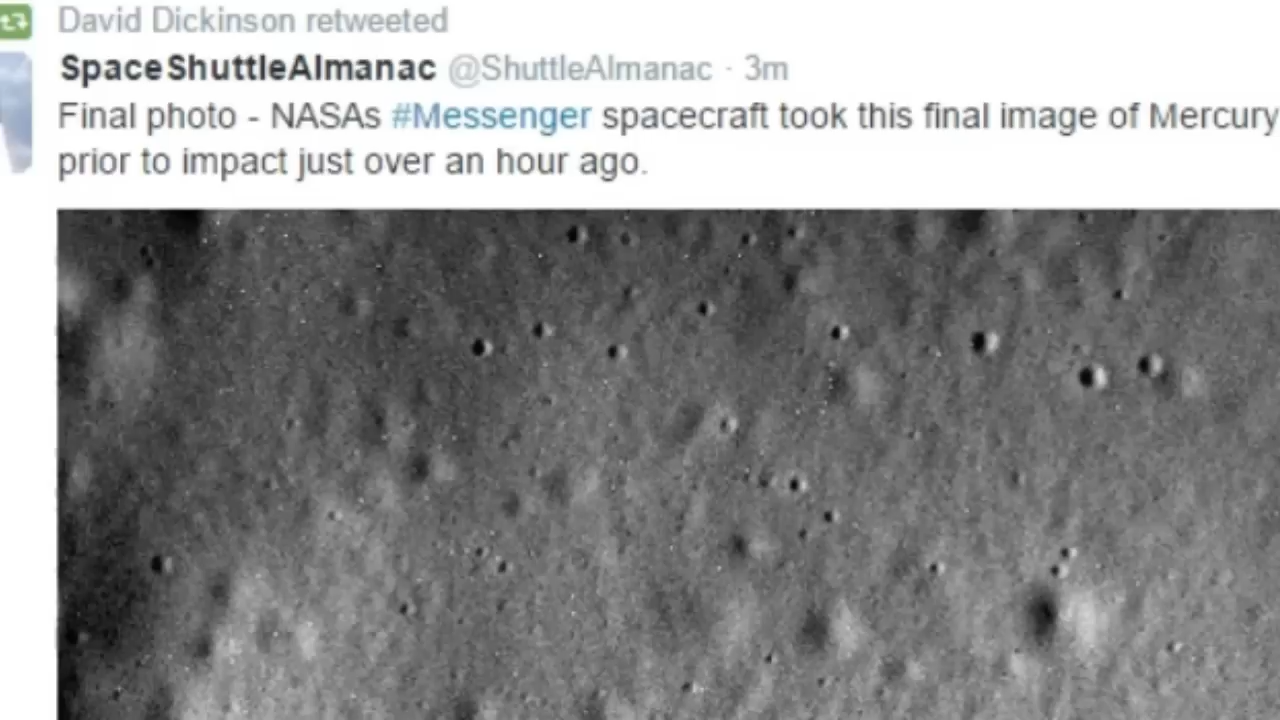 David Dickinson retweeted
SpaceShuttleAlmanac @ShuttleAlmanac · 3m
Final photo - NASAs #Messenger spacecraft took this final image of Mercury
prior to impact just over an hour ago.